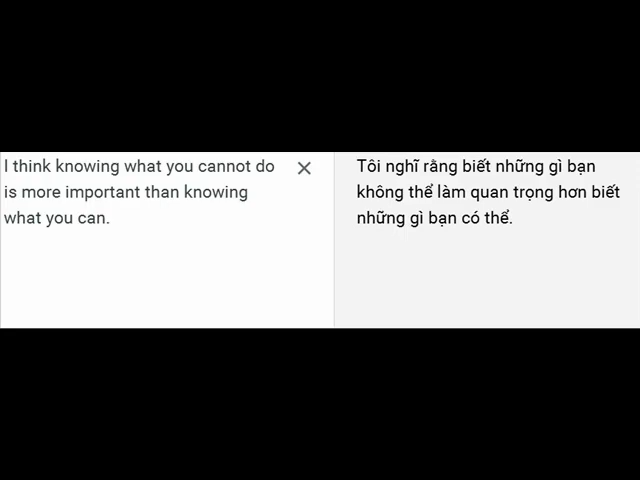 I think knowing what you cannot do
is more important than knowing
what you can.
Tôi nghĩ rằng biết những gì bạn
không thể làm quan trọng hơn biết
những gì bạn có thể.